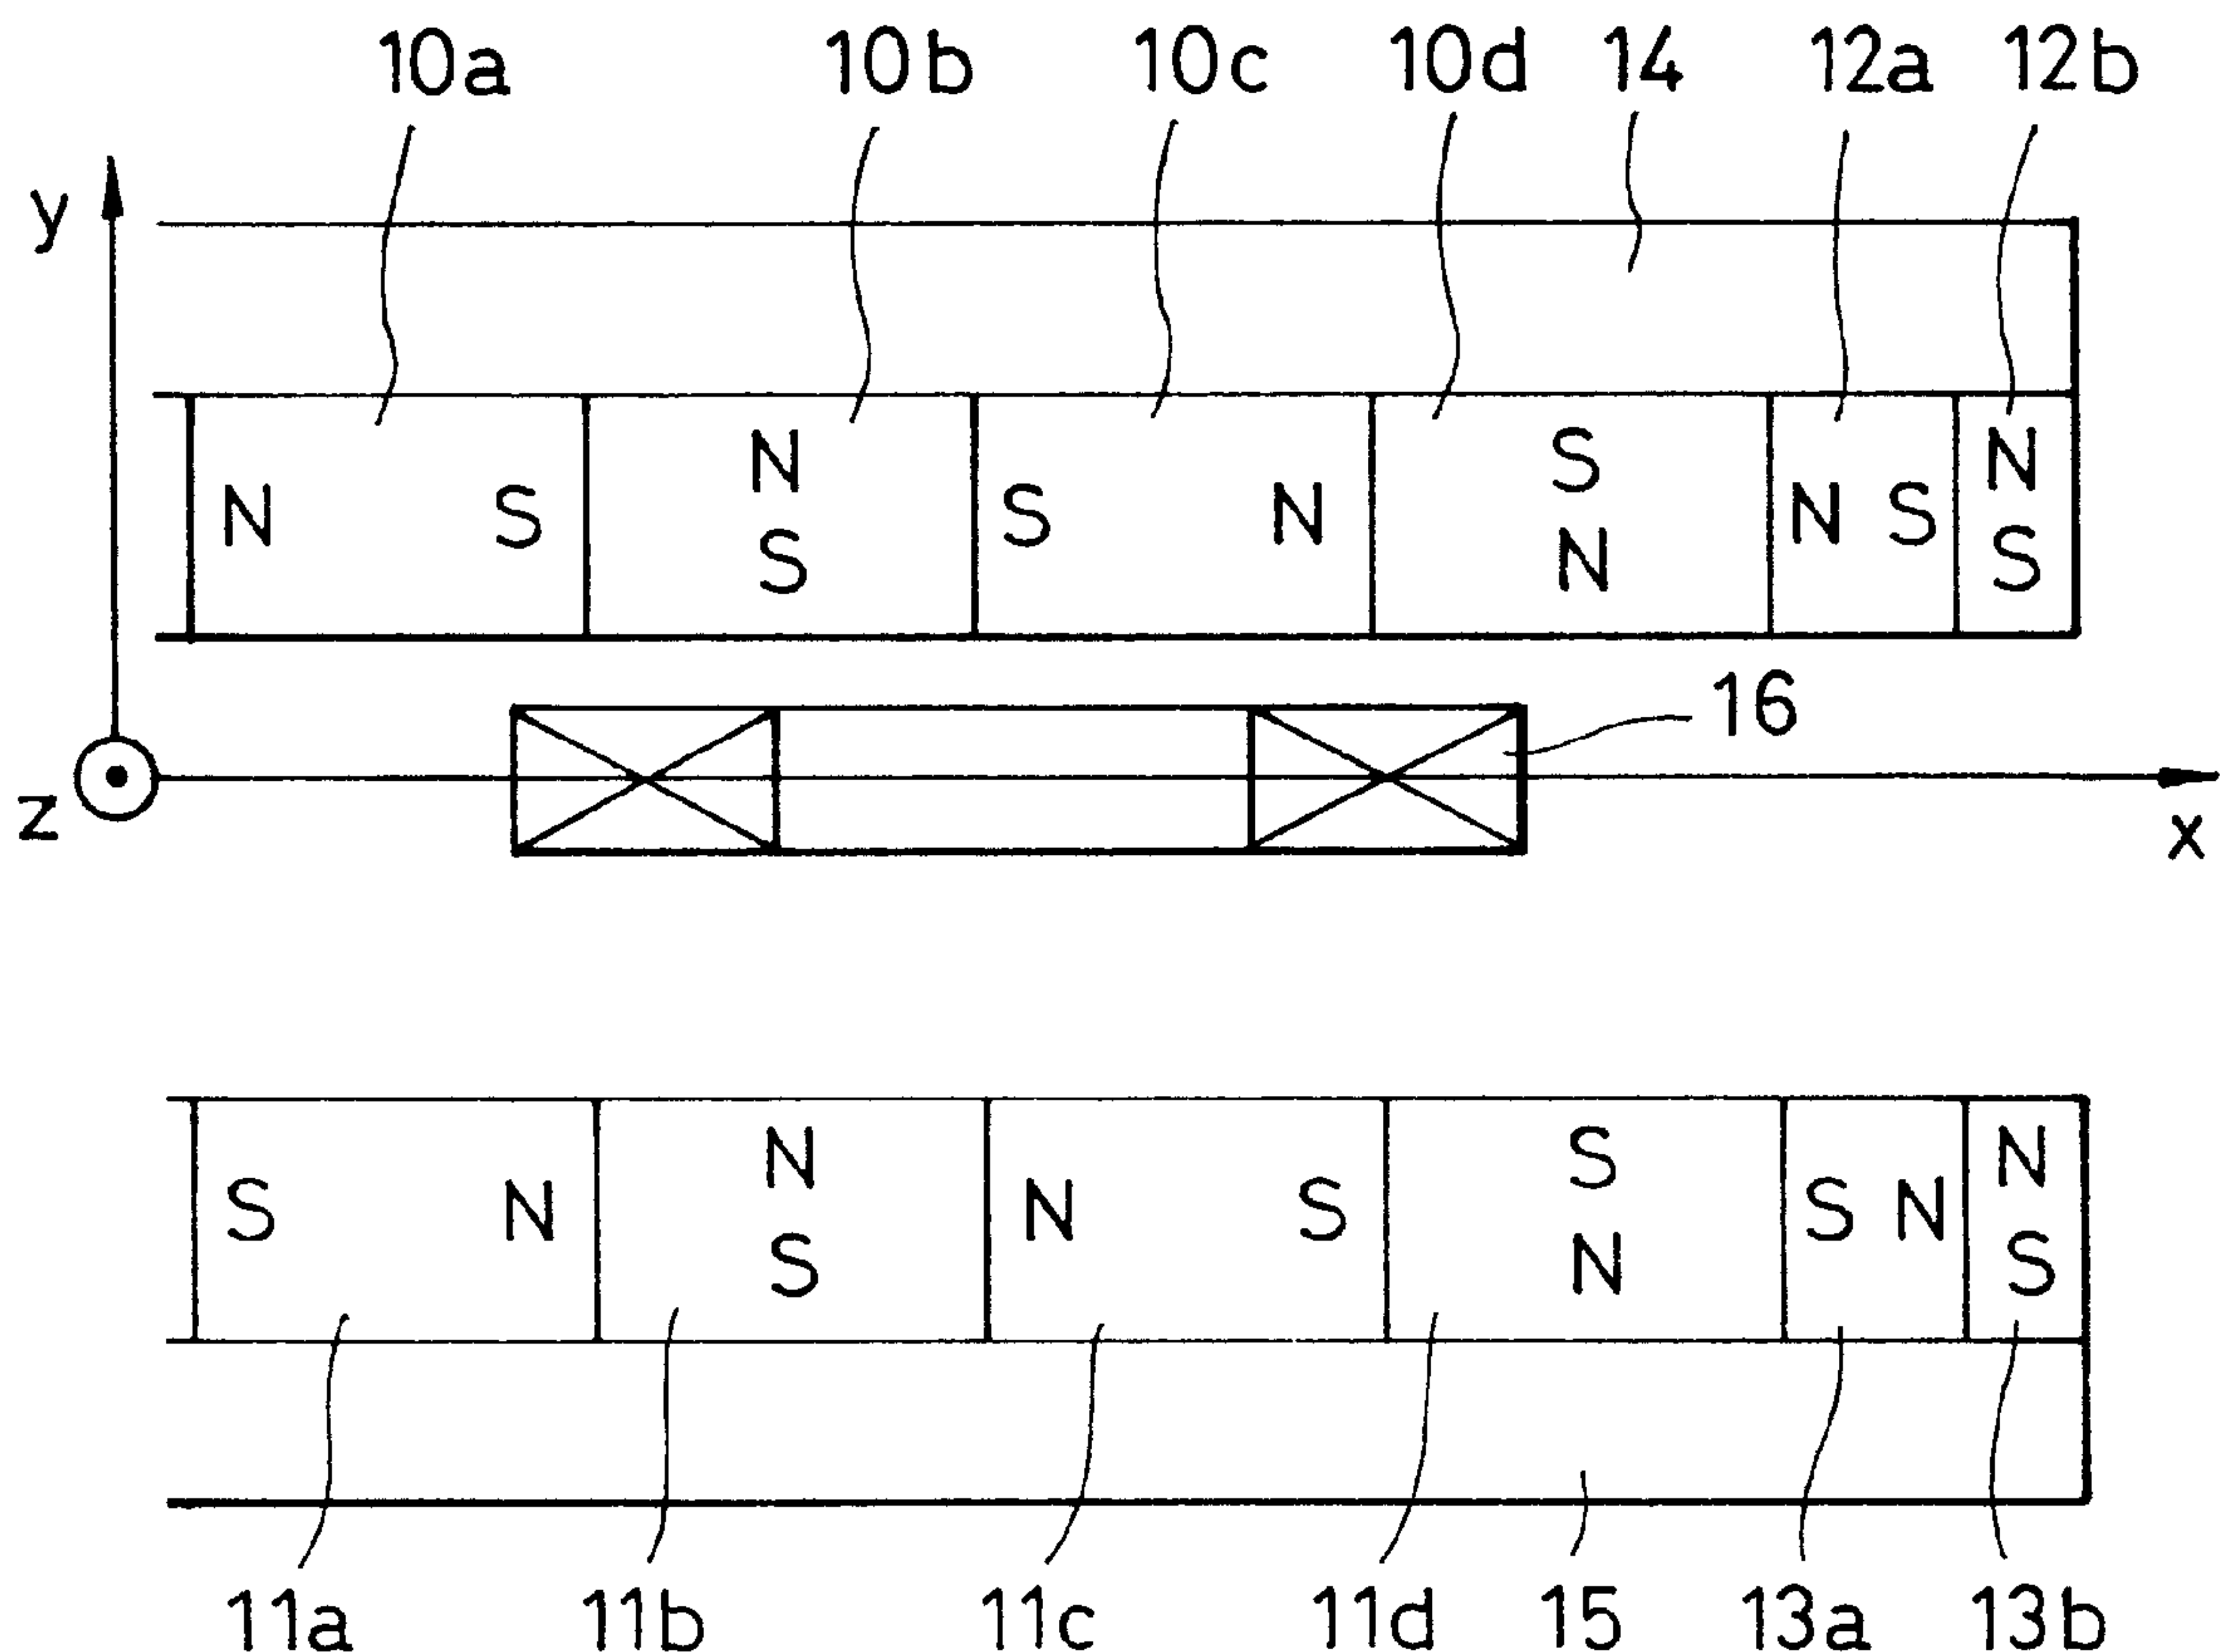 10a 10b 10c 10d 14 12a 12b
y
N S N S N
N S S N N S
S N S
16
z
x
N S N
S N N S S N
S N S
11a 11b 11c 11d 15 13a 13b